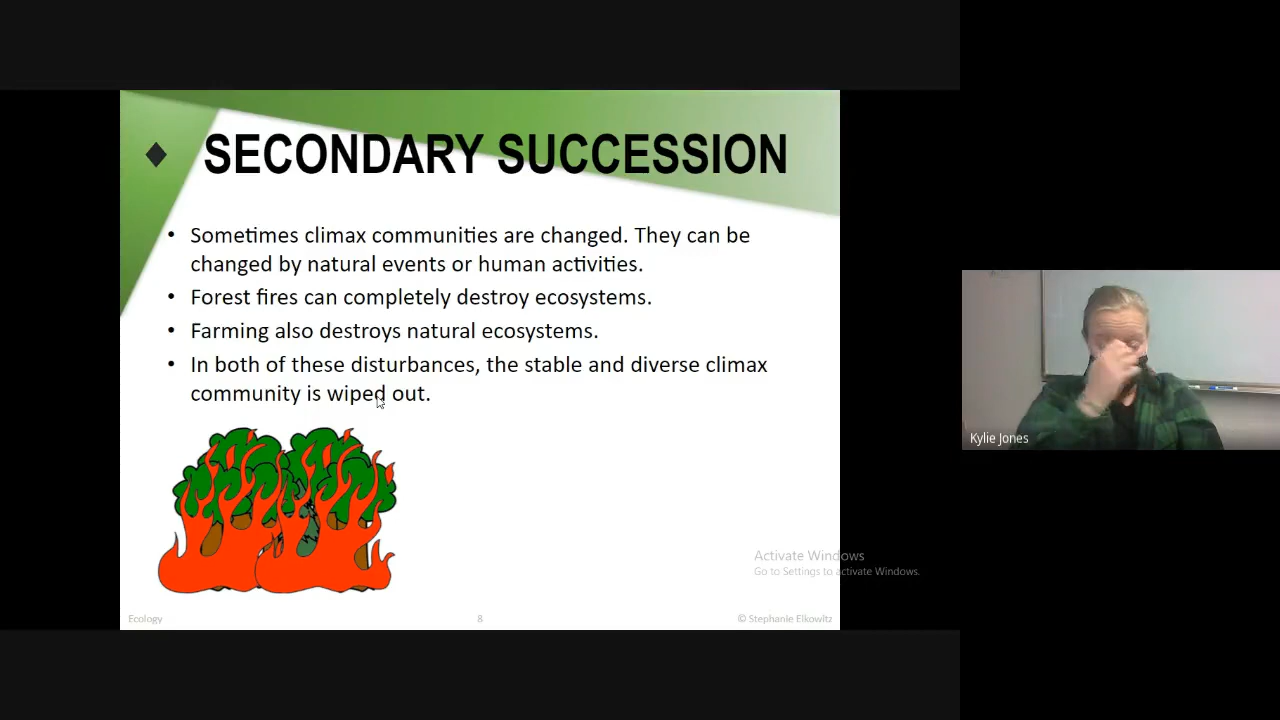 ♦ SECONDARY SUCCESSION
• Sometimes climax communities are changed. They can be
changed by natural events or human activities.
• Forest fires can completely destroy ecosystems.
• Farming also destroys natural ecosystems.
• In both of these disturbances, the stable and diverse climax
community is wiped out.
Kylie Jones
Activate Windows
Go to Settings to activate Windows.
Ecology 8 © Stephanie Elkowitz